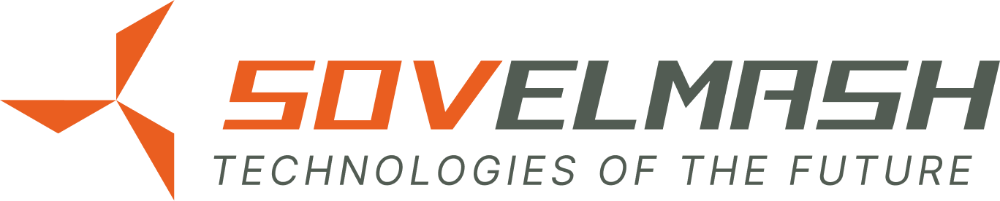 SOVELMASH
TECHNOLOGIES OF THE FUTURE